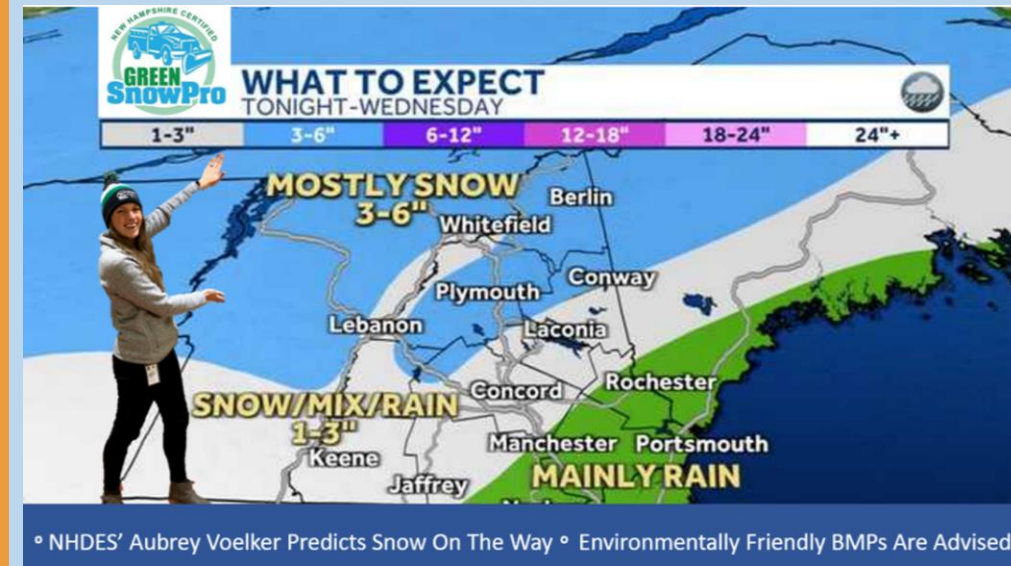 NEW HAMPSHIRE CERTIFIED
GREEN
SnowPro
WHAT TO EXPECT
TONIGHT-WEDNESDAY
1-3" 3-6" 6-12" 12-18" 18-24" 24"+
MOSTLY SNOW
3-6"
Berlin
Whitefield
Conway
Plymouth
Lebanon
Laconia
Concord
Rochester
SNOW/MIX/RAIN
1-3"
Manchester
Portsmouth
Keene
Jaffrey
MAINLY RAIN
° NHDES’ Aubrey Voelker Predicts Snow On The Way ° Environmentally Friendly BMPs Are Advised